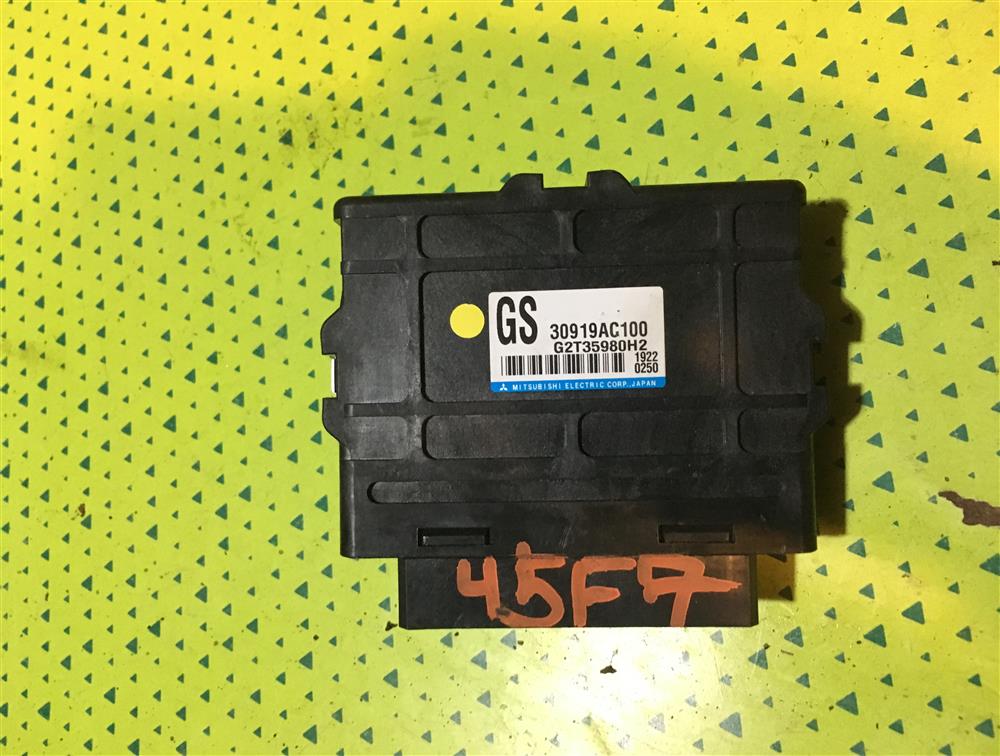 GS 30919AC100
G2T35980H2
1922
0250
MITSUBISHI ELECTRIC CORP., JAPAN
45F7